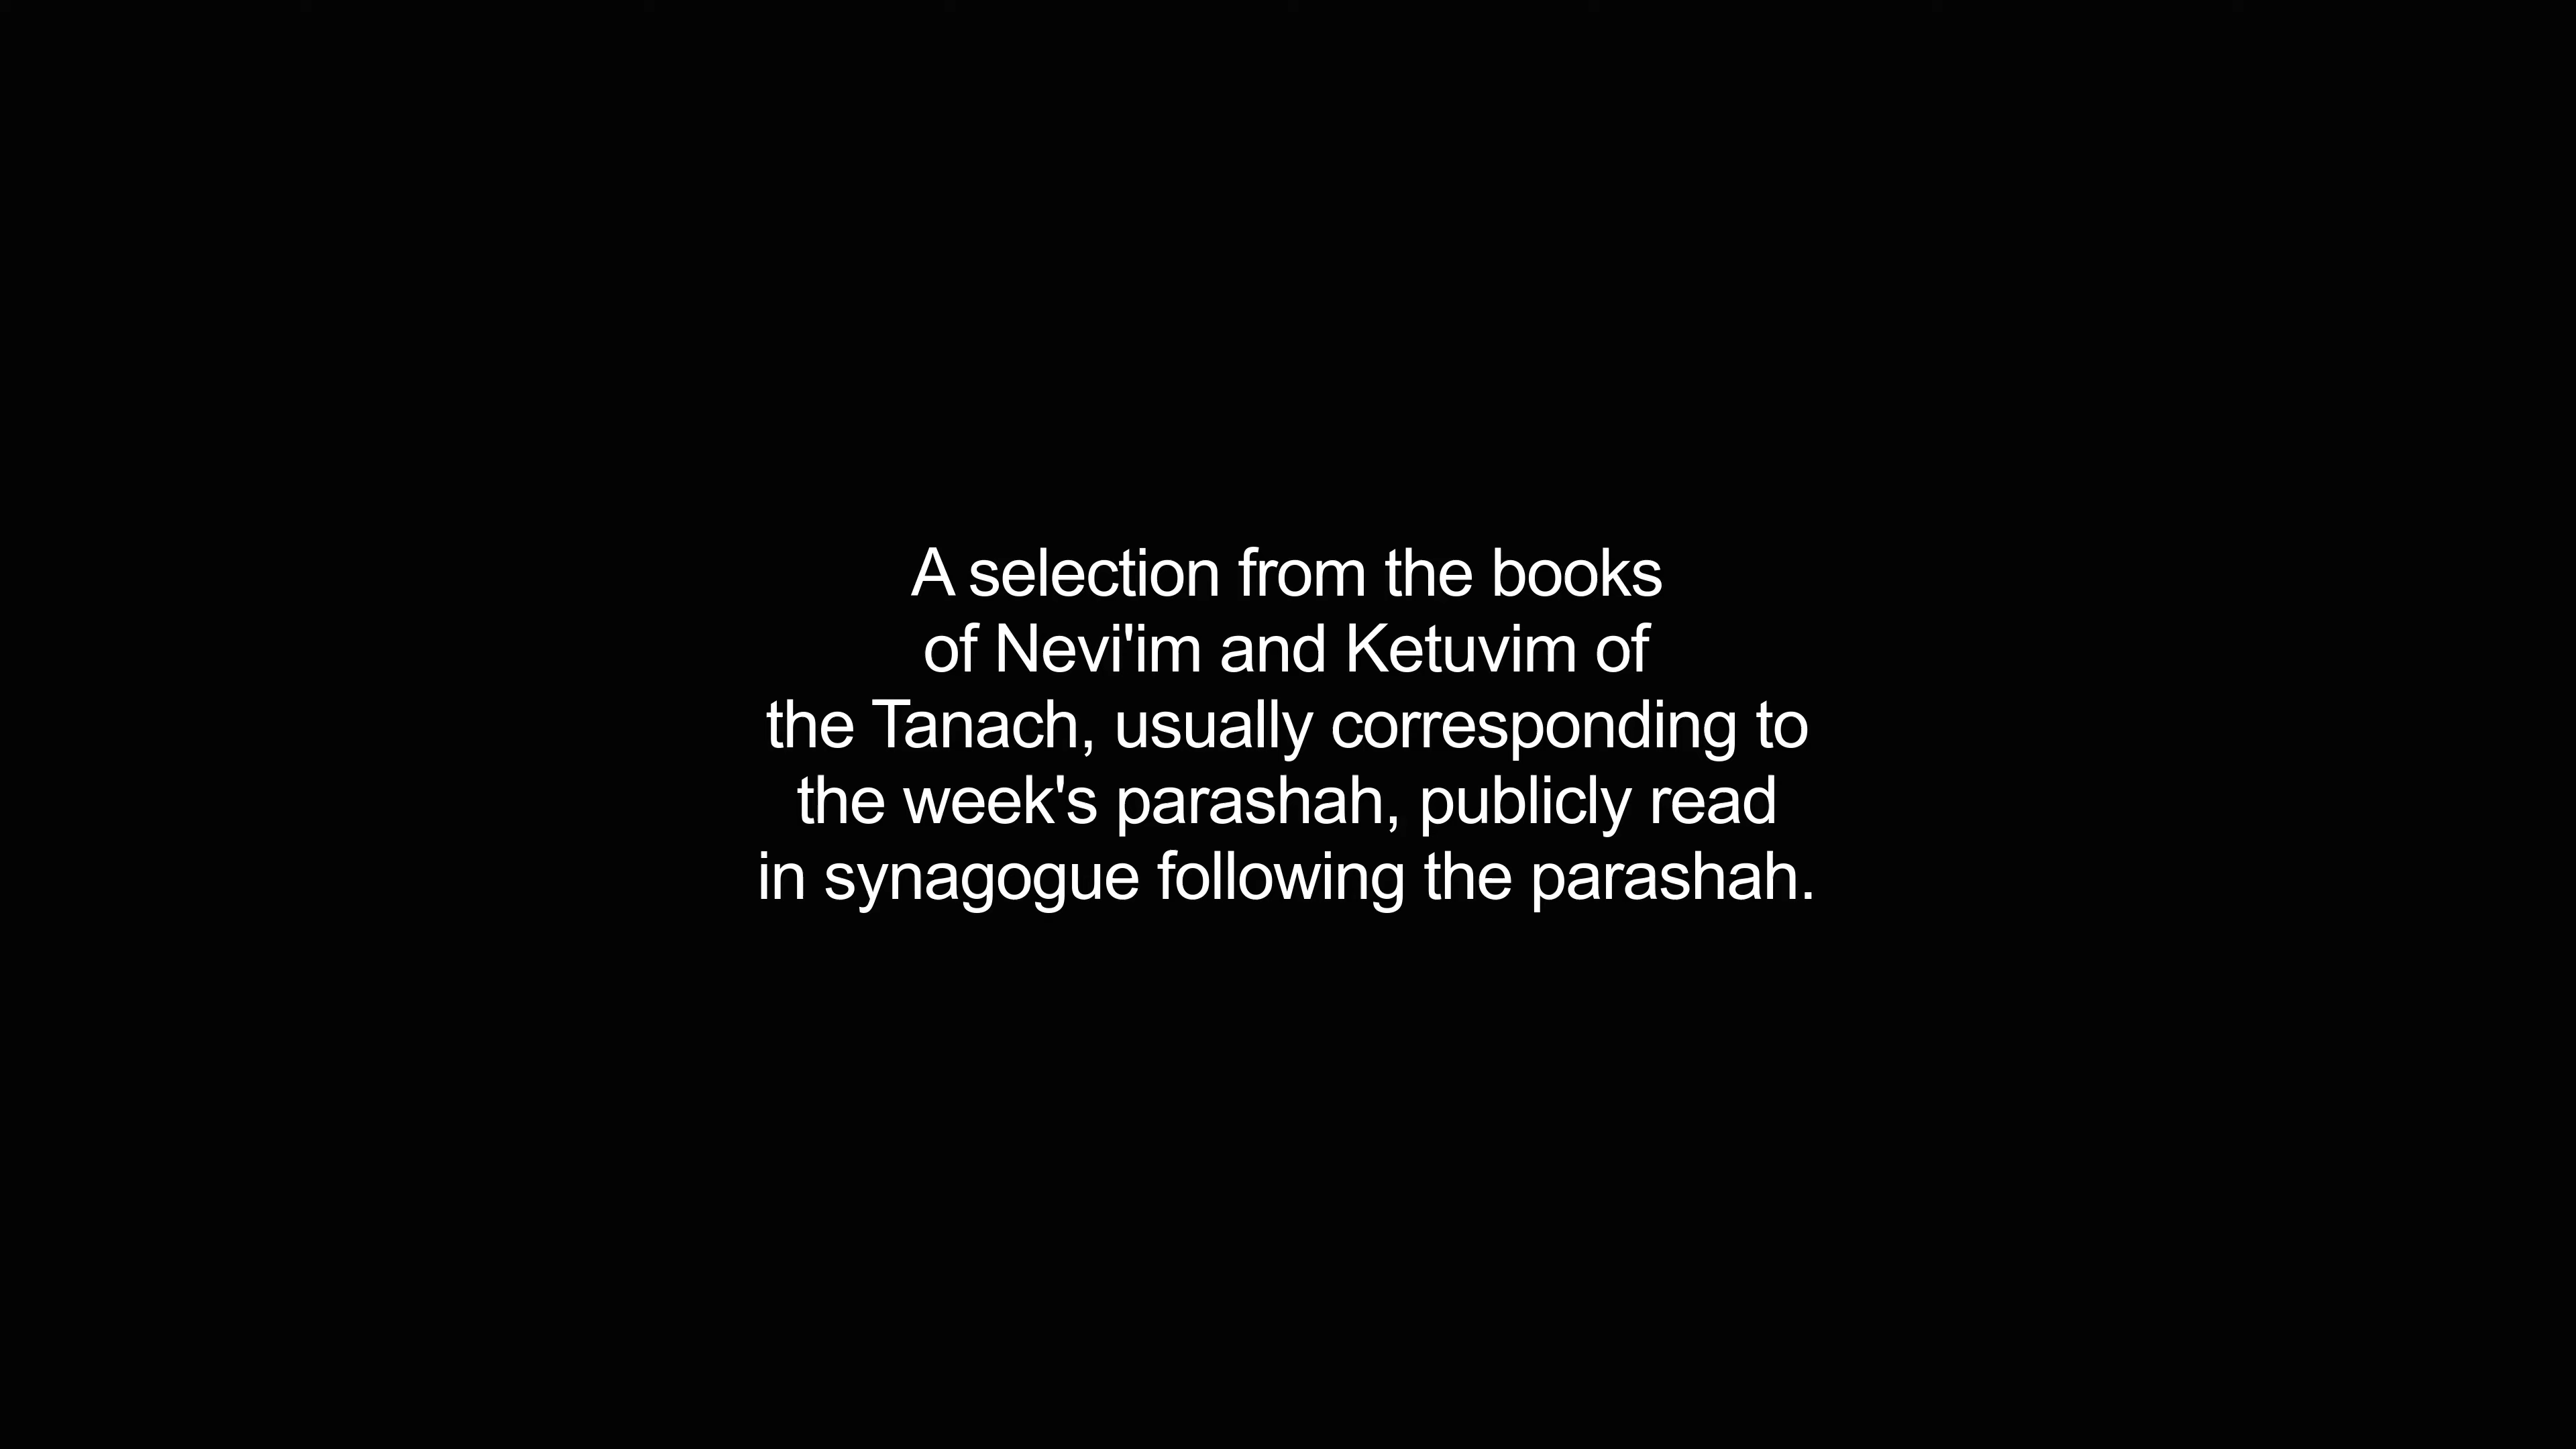 A selection from the books
of Nevi'im and Ketuvim of
the Tanach, usually corresponding to
the week's parashah, publicly read
in synagogue following the parashah.